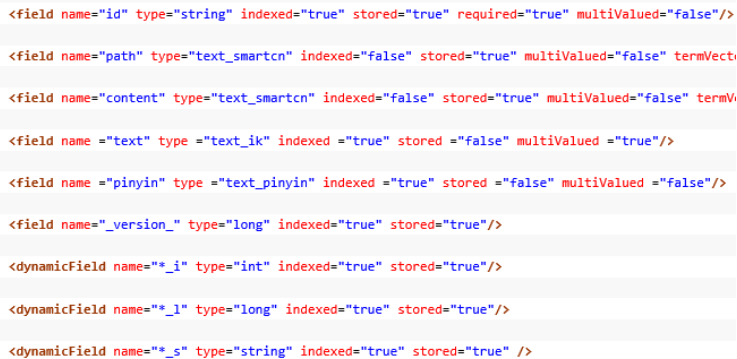 <field name="id" type="string" indexed="true" stored="true" required="true" multiValued="false"/>
<field name="path" type="text_smartcn" indexed="false" stored="true" multiValued="false" termVect
<field name="content" type="text_smartcn" indexed="false" stored="true" multiValued="false" termV
<field name ="text" type ="text_ik" indexed ="true" stored ="false" multiValued ="true"/>
<field name ="pinyin" type ="text_pinyin" indexed ="true" stored ="false" multiValued ="false"/>
<field name="_version_" type="long" indexed="true" stored="true"/>
<dynamicField name="*_i" type="int" indexed="true" stored="true"/>
<dynamicField name="*_l" type="long" indexed="true" stored="true"/>
<dynamicField name="*_s" type="string" indexed="true" stored="true" />